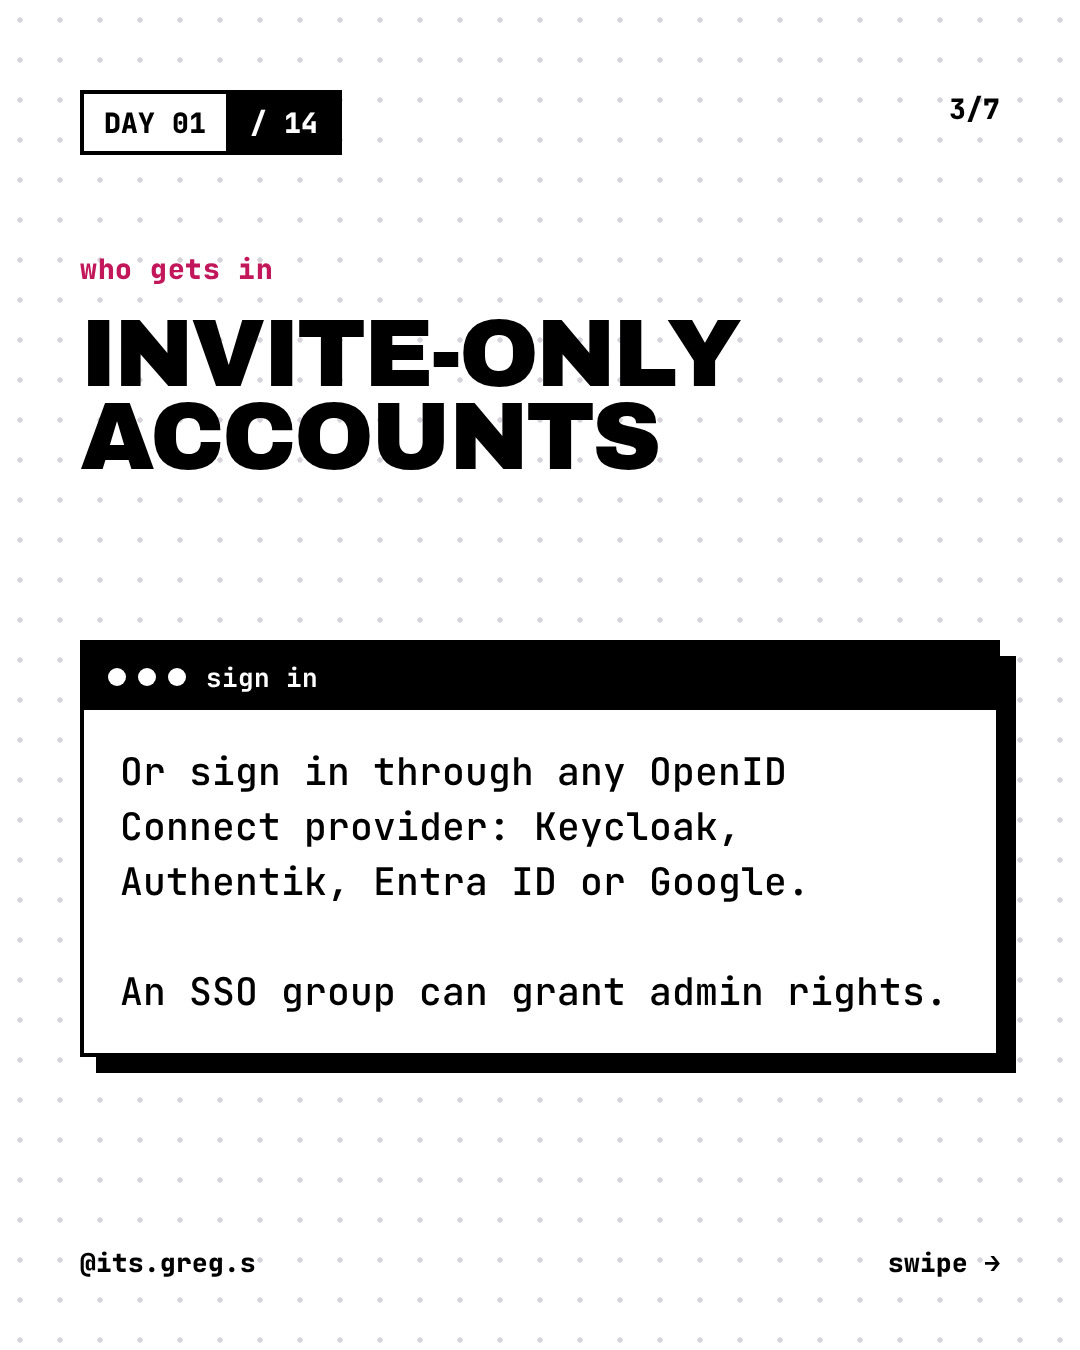 DAY 01 / 14
3/7
who gets in
INVITE-ONLY
ACCOUNTS
sign in
Or sign in through any OpenID
Connect provider: Keycloak,
Authentik, Entra ID or Google.
An SSO group can grant admin rights.
@its.greg.s
swipe →